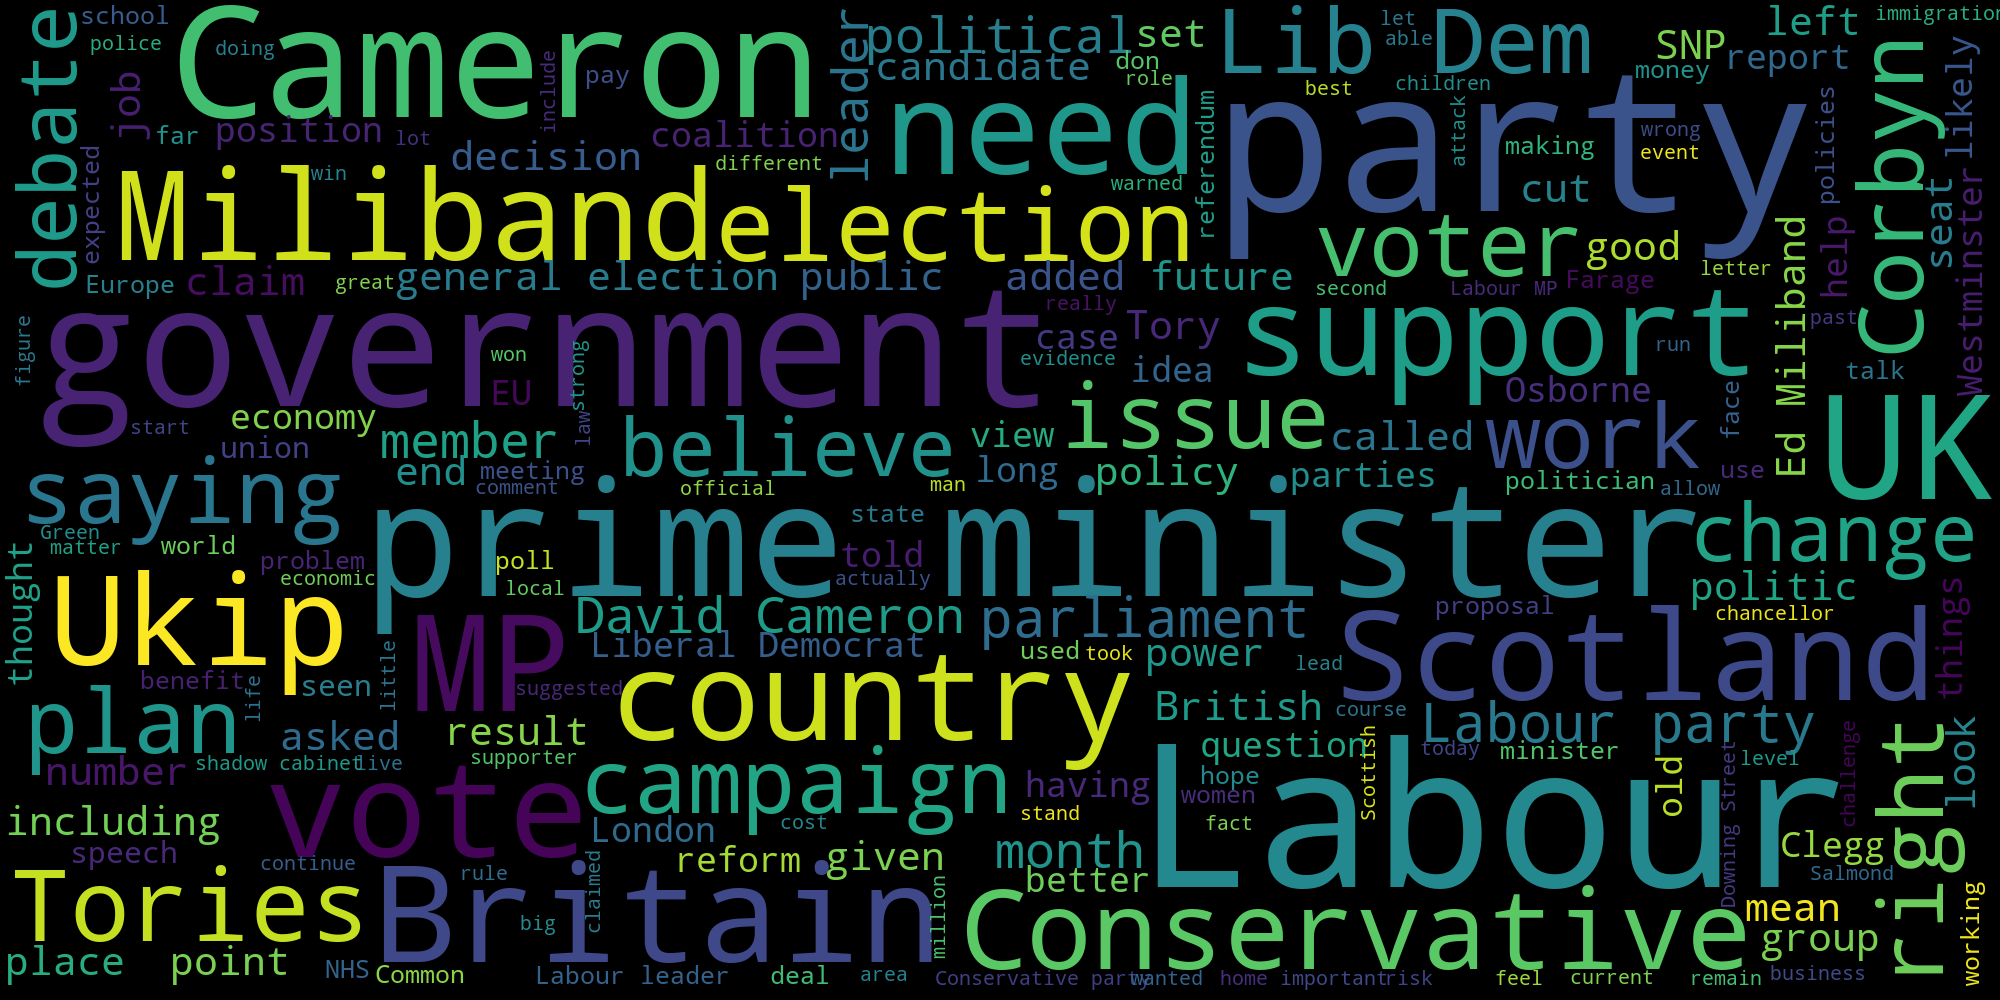 school
immigration
let
left
police
doing
Cameron
debate
leader
political
set
Lib Dem
able
SNP
report
Corbyn
likely
job
include
pay
candidate
don
role
money
children
best
far
position
lot
coalition
need
referendum
party
attack
making
wrong
event
policies
expected
decision
different
win
warned
cut
seat
Westminster
Miliband
election
voter
good
Ed Miliband
help
Europe
claim
great
general election
public
added
future
second
Labour MP
Farage
letter
figure
government
really
case
Tory
support
run
past
won
strong
evidence
idea
talk
EU
law
Osborne
face
economy
start
union
member
believe
view
issue
called
work
UK
saying
end
meeting
comment
official
man
long
policy
parties
politician
allow
use
Green
matter
world
prime minister
state
change
thought
problem
economic
poll
local
told
actually
politic
things
Ukip
MP
David Cameron
parliament
proposal
chancellor
Scotland
Liberal Democrat
used
took
power
lead
benefit
life
seen
little
suggested
country
plan
asked
result
British
course
Labour party
look
right
number
shadow cabinet
live
supporter
question
Scottish
today
minister
level
challenge
vote
campaign
having
hope
women
old
Downing Street
including
London
cost
stand
fact
Labour
speech
continue
rule
reform
given
month
Clegg
Salmond
better
Tories
Britain
big
claimed
million
Conservative
mean
group
working
place
point
NHS
Common
Labour leader
deal
area
Conservative party
wanted
home
important
risk
feel
current
remain
business